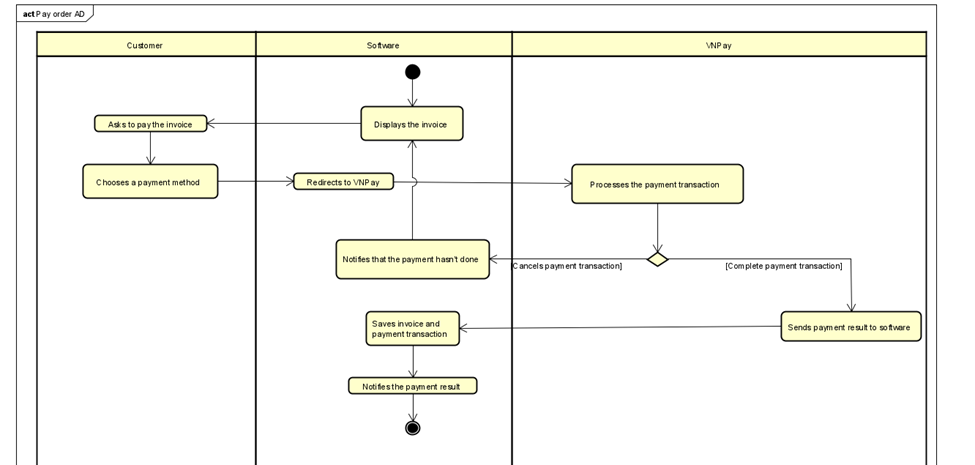 act Pay order AD
Customer
Software
VNPay
Displays the invoice
Asks to pay the invoice
Chooses a payment method
Redirects to VNPay
Processes the payment transaction
Notifies that the payment hasn't done
[Cancels payment transaction]
[Complete payment transaction]
Saves invoice and
payment transaction
Sends payment result to software
Notifies the payment result